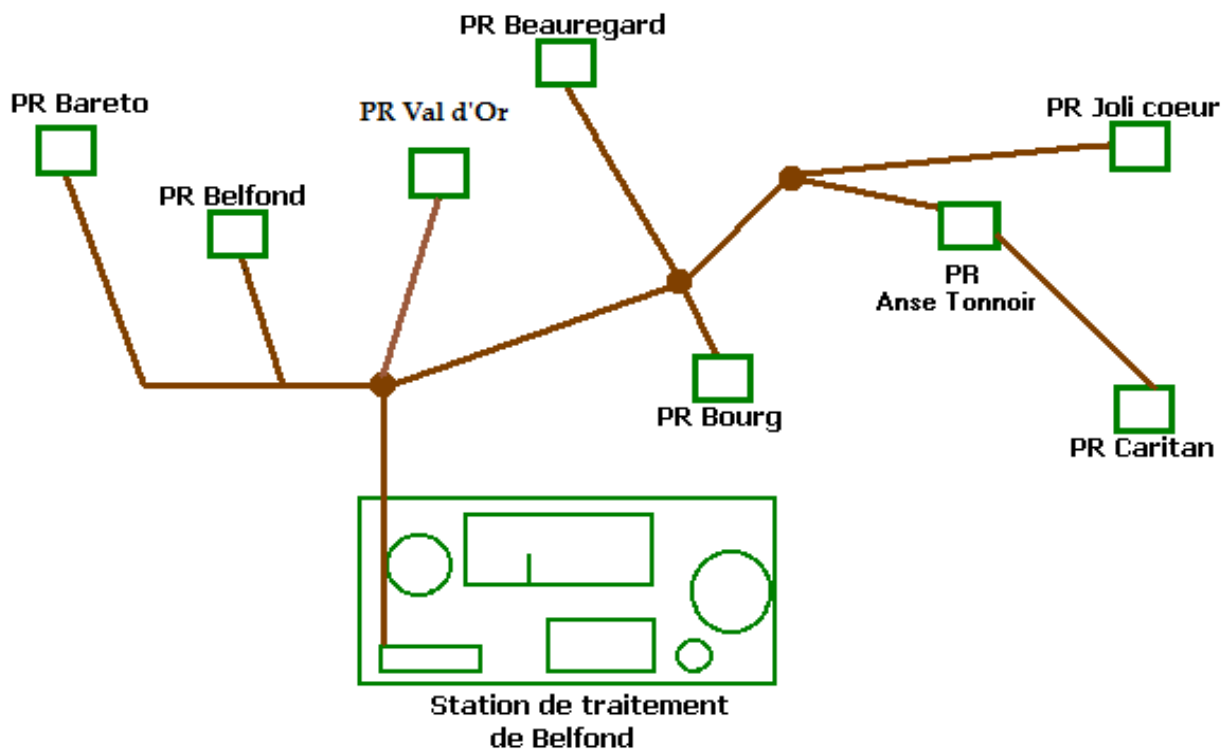 PR Beauregard
PR Bareto
PR Val d'Or
PR Joli coeur
PR Belfond
PR
Anse Tonnoir
PR Bourg
PR Caritan
Station de traitement
de Belfond